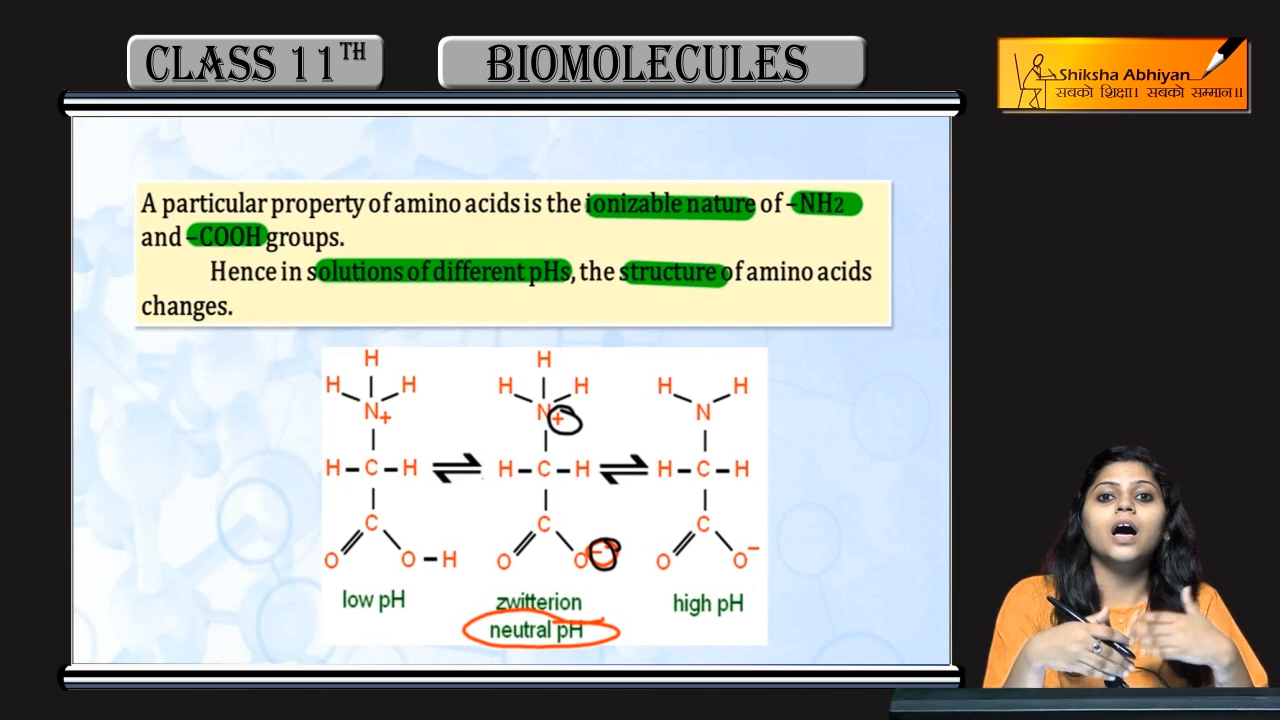 CLASS 11TH
BIOMOLECULES
Shiksha Abhiyan
सबको शिक्षा। सबको सम्मान॥
A particular property of amino acids is the ionizable nature of –NH2
and –COOH groups.
Hence in solutions of different pHs, the structure of amino acids
changes.
H H H
H H H H H
H H H
N+ N+ N
H–C–H H–C–H H–C–H
C C C
O O–H O O– O O–
low pH zwitterion high pH
neutral pH